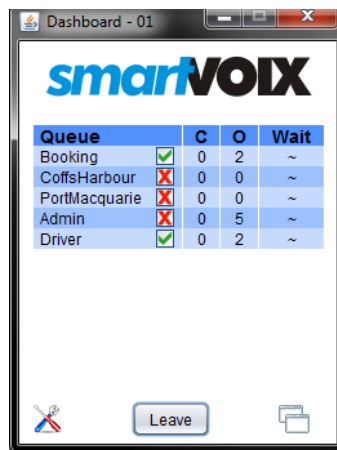 Dashboard - 01
smartVOIX
Queue C O Wait
Booking 0 2 ~
CoffsHarbour 0 0 ~
PortMacquarie 0 0 ~
Admin 0 5 ~
Driver 0 2 ~
Leave